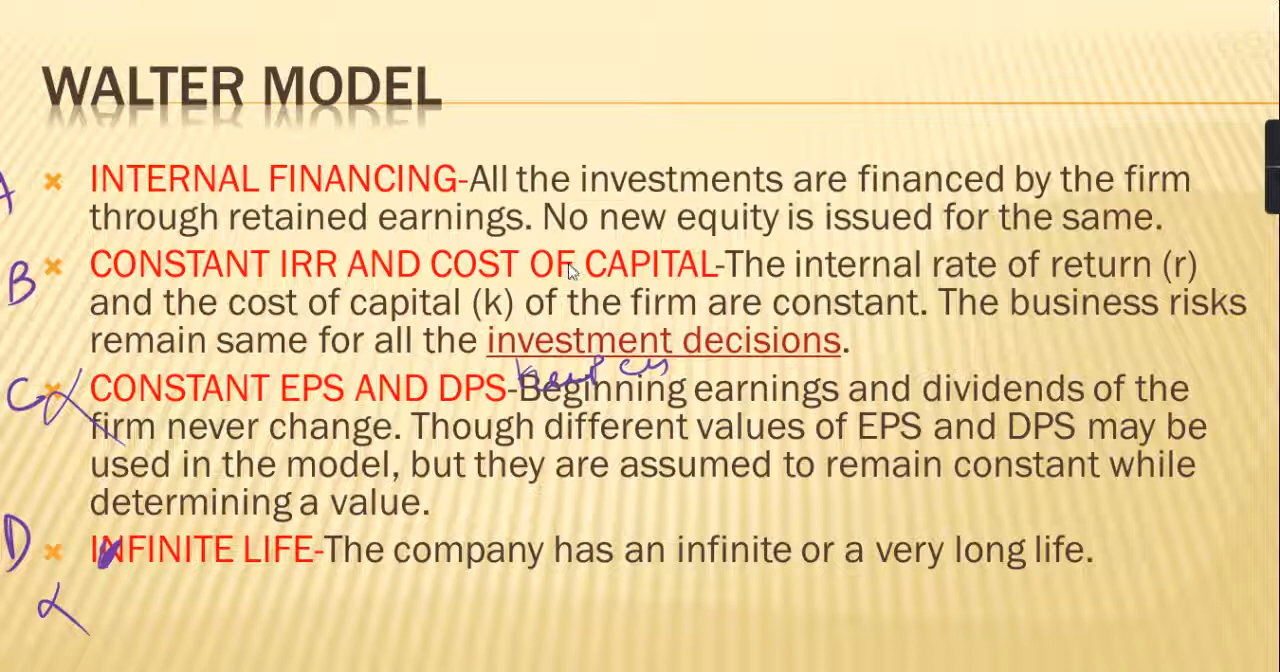 WALTER MODEL
A
INTERNAL FINANCING-All the investments are financed by the firm
through retained earnings. No new equity is issued for the same.
B
CONSTANT IRR AND COST OF CAPITAL-The internal rate of return (r)
and the cost of capital (k) of the firm are constant. The business risks
remain same for all the investment decisions.
C
CONSTANT EPS AND DPS-Beginning earnings and dividends of the
firm never change. Though different values of EPS and DPS may be
used in the model, but they are assumed to remain constant while
determining a value.
D
INFINITE LIFE-The company has an infinite or a very long life.